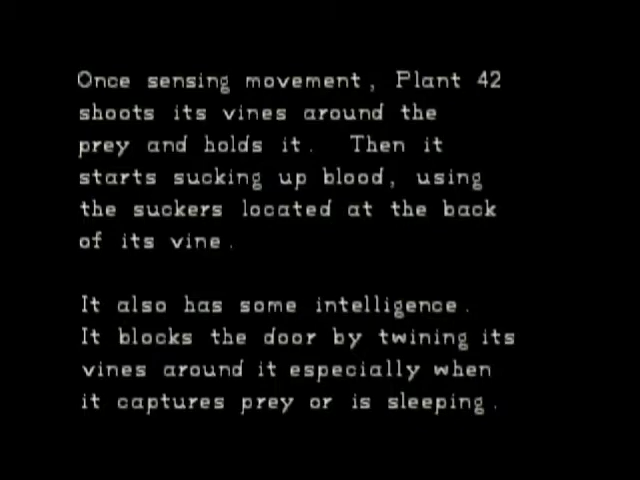 Once sensing movement, Plant 42
shoots its vines around the
prey and holds it. Then it
starts sucking up blood, using
the suckers located at the back
of its vine.
It also has some intelligence.
It blocks the door by twining its
vines around it especially when
it captures prey or is sleeping.